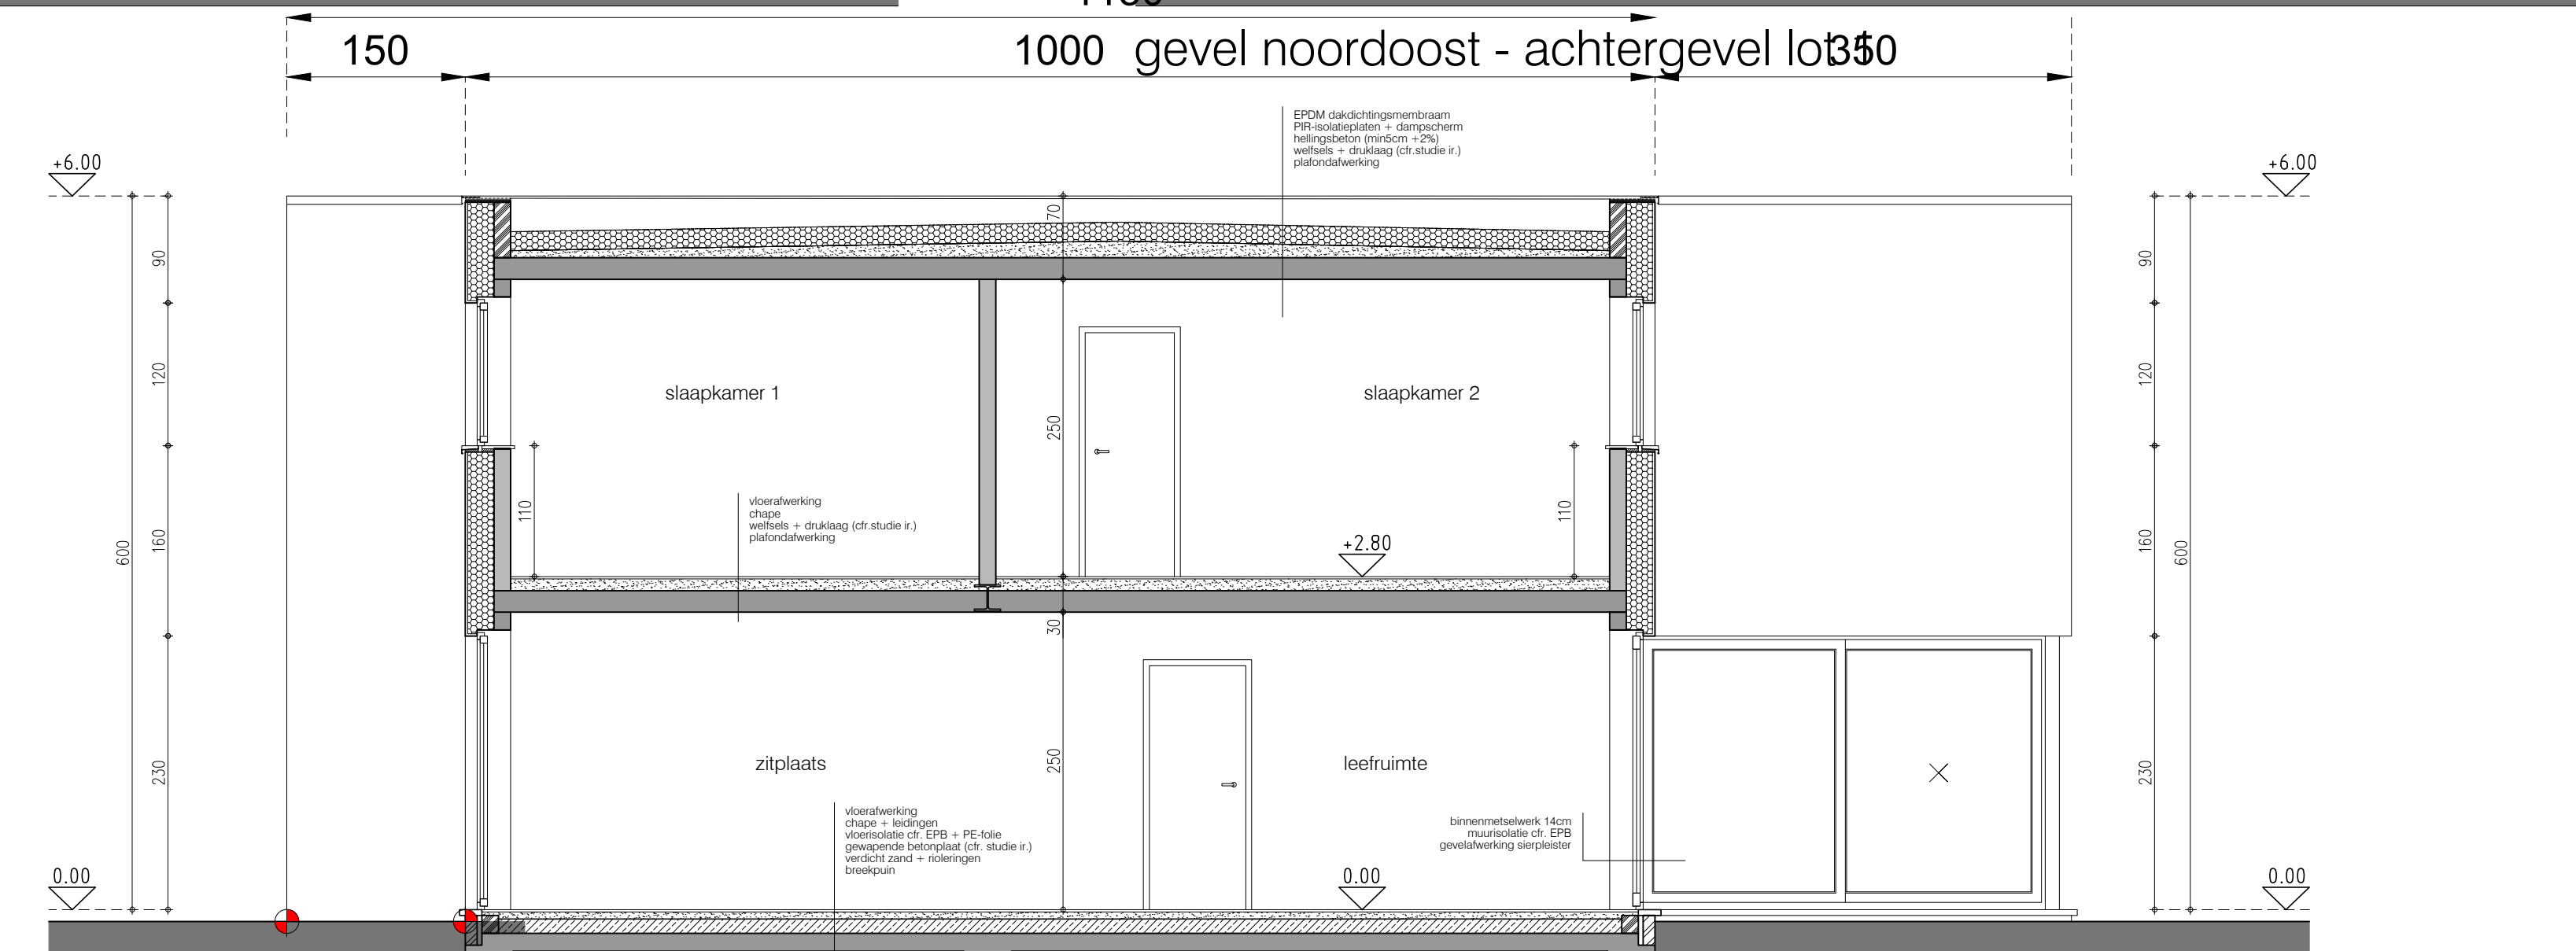 150
1000
gevel noordoost - achtergevel lot 1
350
EPDM dakdichtingsmembraam
PIR-isolatieplaten + dampscherm
hellingsbeton (min5cm +2%)
welfsels + druklaag (cfr.studie ir.)
plafondafwerking
+6.00
+6.00
70
90
90
120
120
slaapkamer 1
slaapkamer 2
250
vloerafwerking
chape
welfsels + druklaag (cfr.studie ir.)
plafondafwerking
110
110
+2.80
600
160
160
600
30
230
230
zitplaats
250
leefruimte
vloerafwerking
chape + leidingen
vloerisolatie cfr. EPB + PE-folie
gewapende betonplaat (cfr. studie ir.)
verdicht zand + rioleringen
breekpuin
binnenmetselwerk 14cm
muurisolatie cfr. EPB
gevelafwerking sierpleister
0.00
0.00
0.00